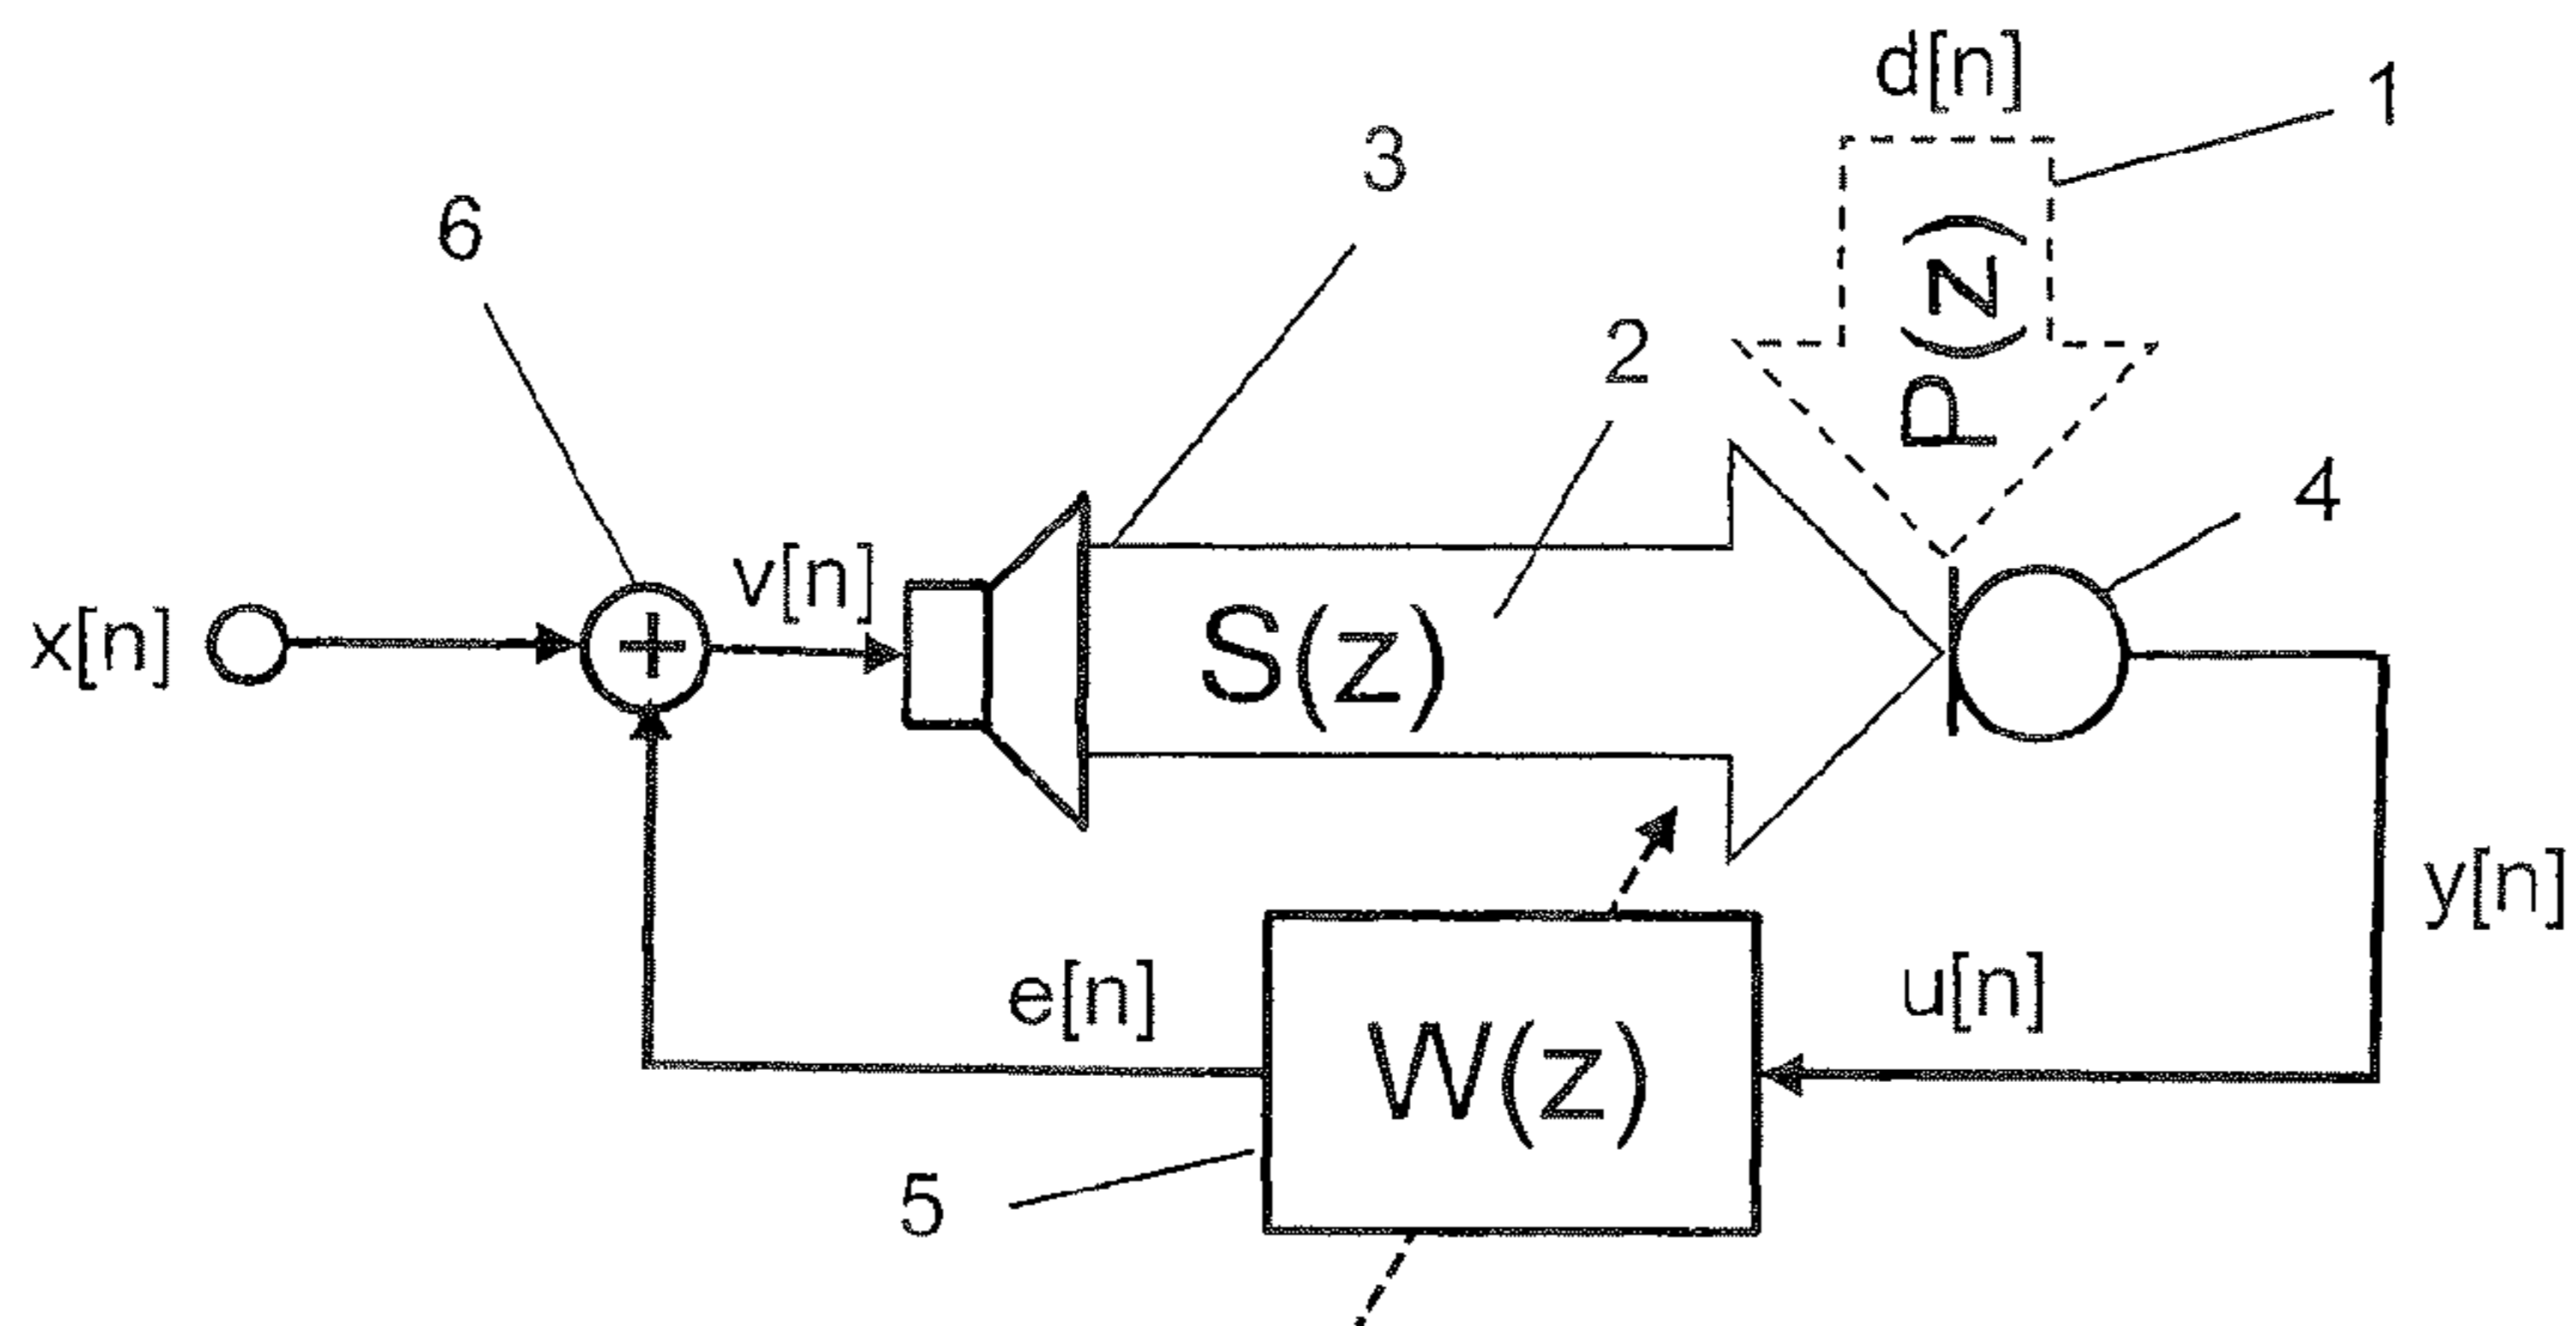 d[n]
1
3
6
P(z)
2
4
v[n]
x[n]
+
S(z)
y[n]
e[n]
u[n]
W(z)
5